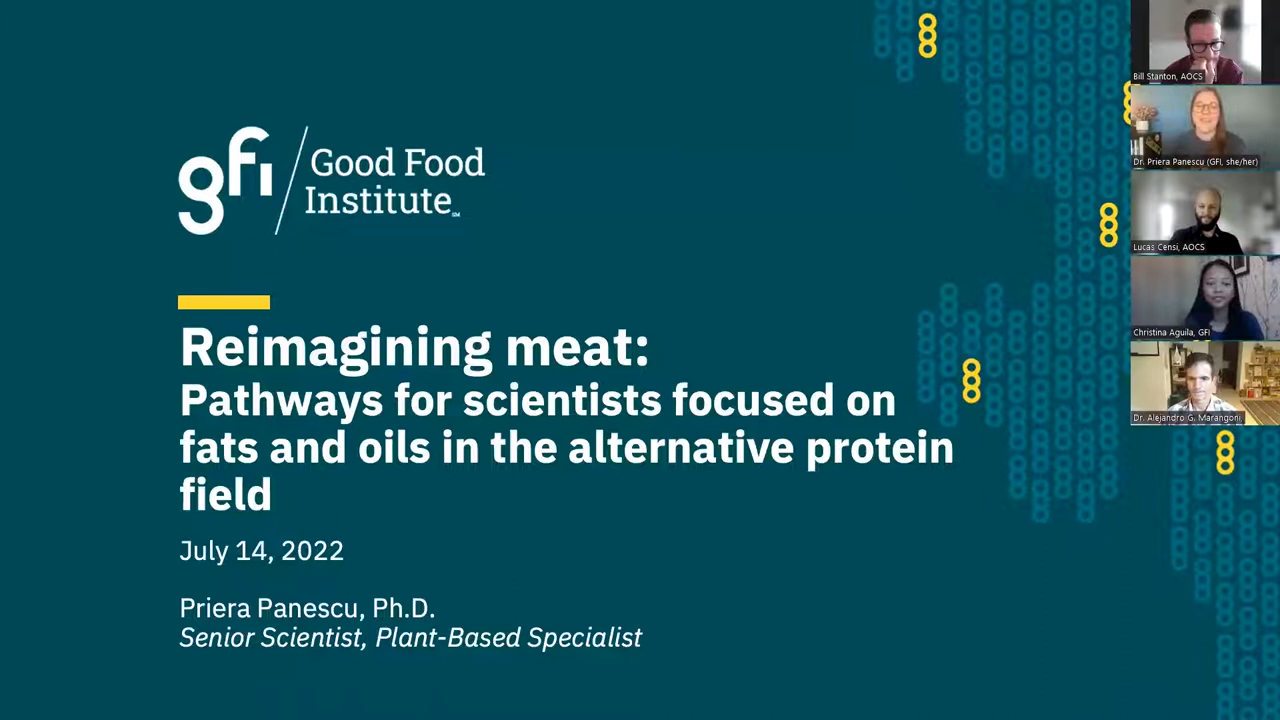 gfi
Good Food
Institute
SM
Reimagining meat:
Pathways for scientists focused on
fats and oils in the alternative protein
field
July 14, 2022
Priera Panescu, Ph.D.
Senior Scientist, Plant-Based Specialist
Bill Stanton, AOCS
Dr. Priera Panescu (GFI, she/her)
Lucas Censi, AOCS
Christina Aguila, GFI
Dr. Alejandro G. Marangoni,